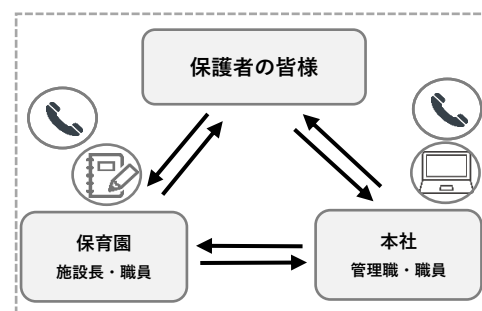 保護者の皆様
保育園
施設長・職員
本社
管理職・職員